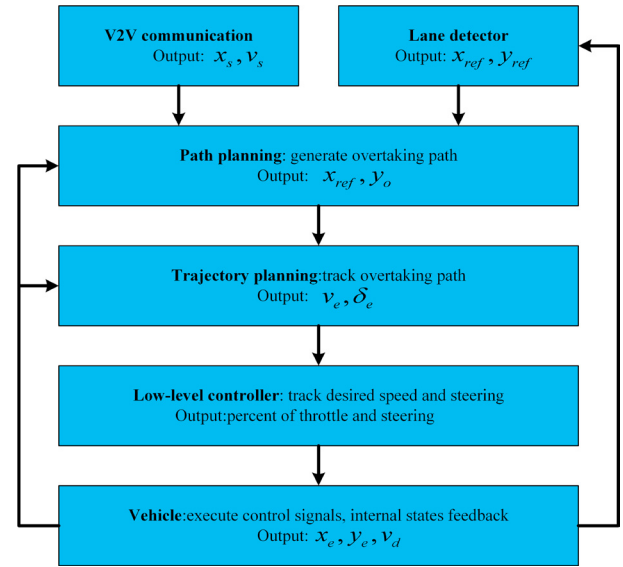 V2V communication
Output: x_s, v_s
Lane detector
Output: x_ref, y_ref
Path planning: generate overtaking path
Output: x_ref, y_o
Trajectory planning:track overtaking path
Output: v_e, δ_e
Low-level controller: track desired speed and steering
Output:percent of throttle and steering
Vehicle:execute control signals, internal states feedback
Output: x_e, y_e, v_d